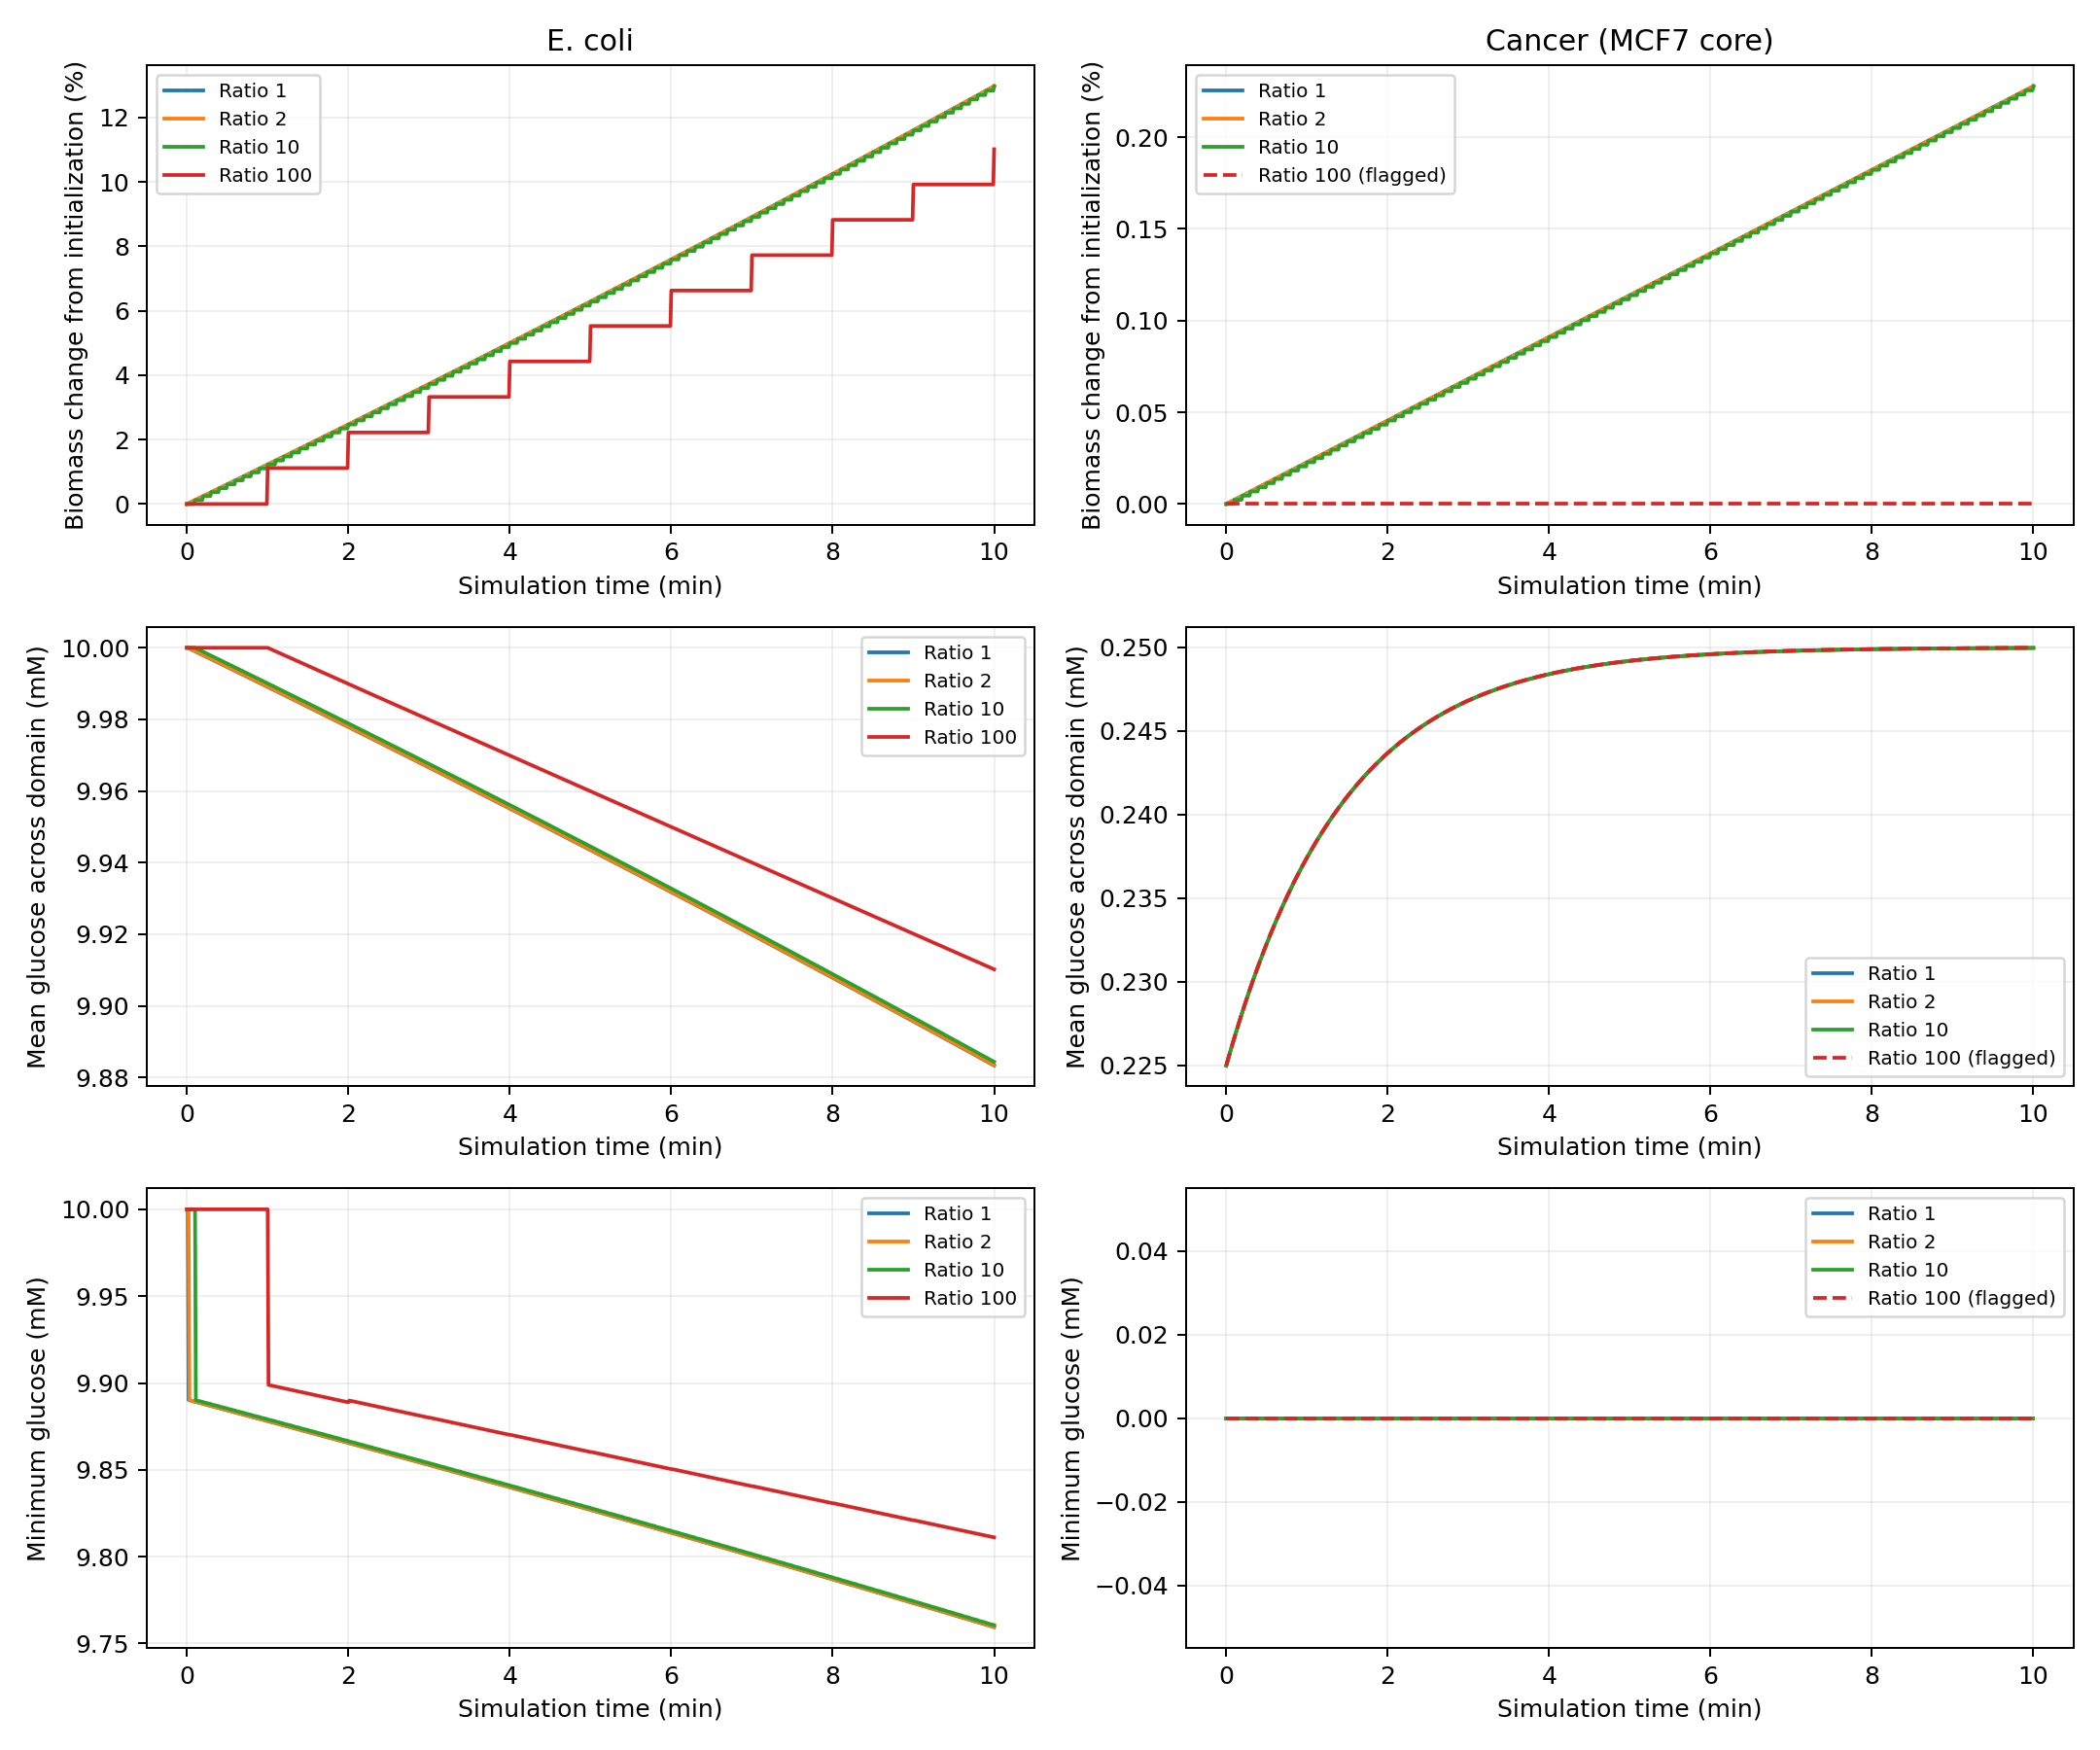 E. coli
Biomass change from initialization (%)
12
10
8
6
4
2
0
Ratio 1
Ratio 2
Ratio 10
Ratio 100
0 2 4 6 8 10
Simulation time (min)
Cancer (MCF7 core)
Biomass change from initialization (%)
0.20
0.15
0.10
0.05
0.00
Ratio 1
Ratio 2
Ratio 10
Ratio 100 (flagged)
0 2 4 6 8 10
Simulation time (min)
Mean glucose across domain (mM)
10.00
9.98
9.96
9.94
9.92
9.90
9.88
Ratio 1
Ratio 2
Ratio 10
Ratio 100
0 2 4 6 8 10
Simulation time (min)
Mean glucose across domain (mM)
0.250
0.245
0.240
0.235
0.230
0.225
Ratio 1
Ratio 2
Ratio 10
Ratio 100 (flagged)
0 2 4 6 8 10
Simulation time (min)
Minimum glucose (mM)
10.00
9.95
9.90
9.85
9.80
9.75
Ratio 1
Ratio 2
Ratio 10
Ratio 100
0 2 4 6 8 10
Simulation time (min)
Minimum glucose (mM)
0.04
0.02
0.00
−0.02
−0.04
Ratio 1
Ratio 2
Ratio 10
Ratio 100 (flagged)
0 2 4 6 8 10
Simulation time (min)